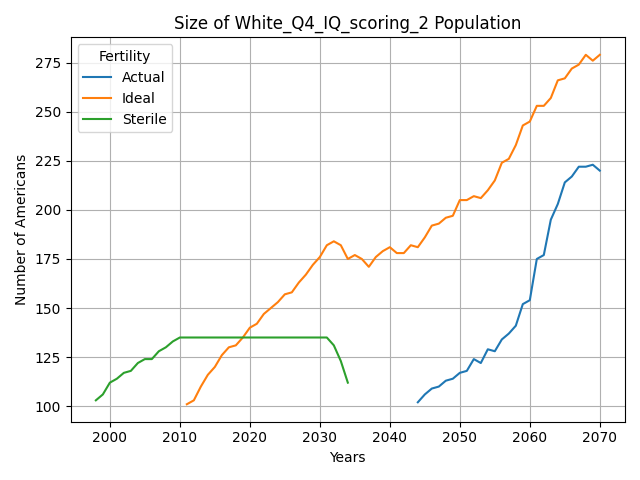 Size of White_Q4_IQ_scoring_2 Population
Fertility
Actual
Ideal
Sterile
Number of Americans
275
250
225
200
175
150
125
100
2000
2010
2020
2030
2040
2050
2060
2070
Years